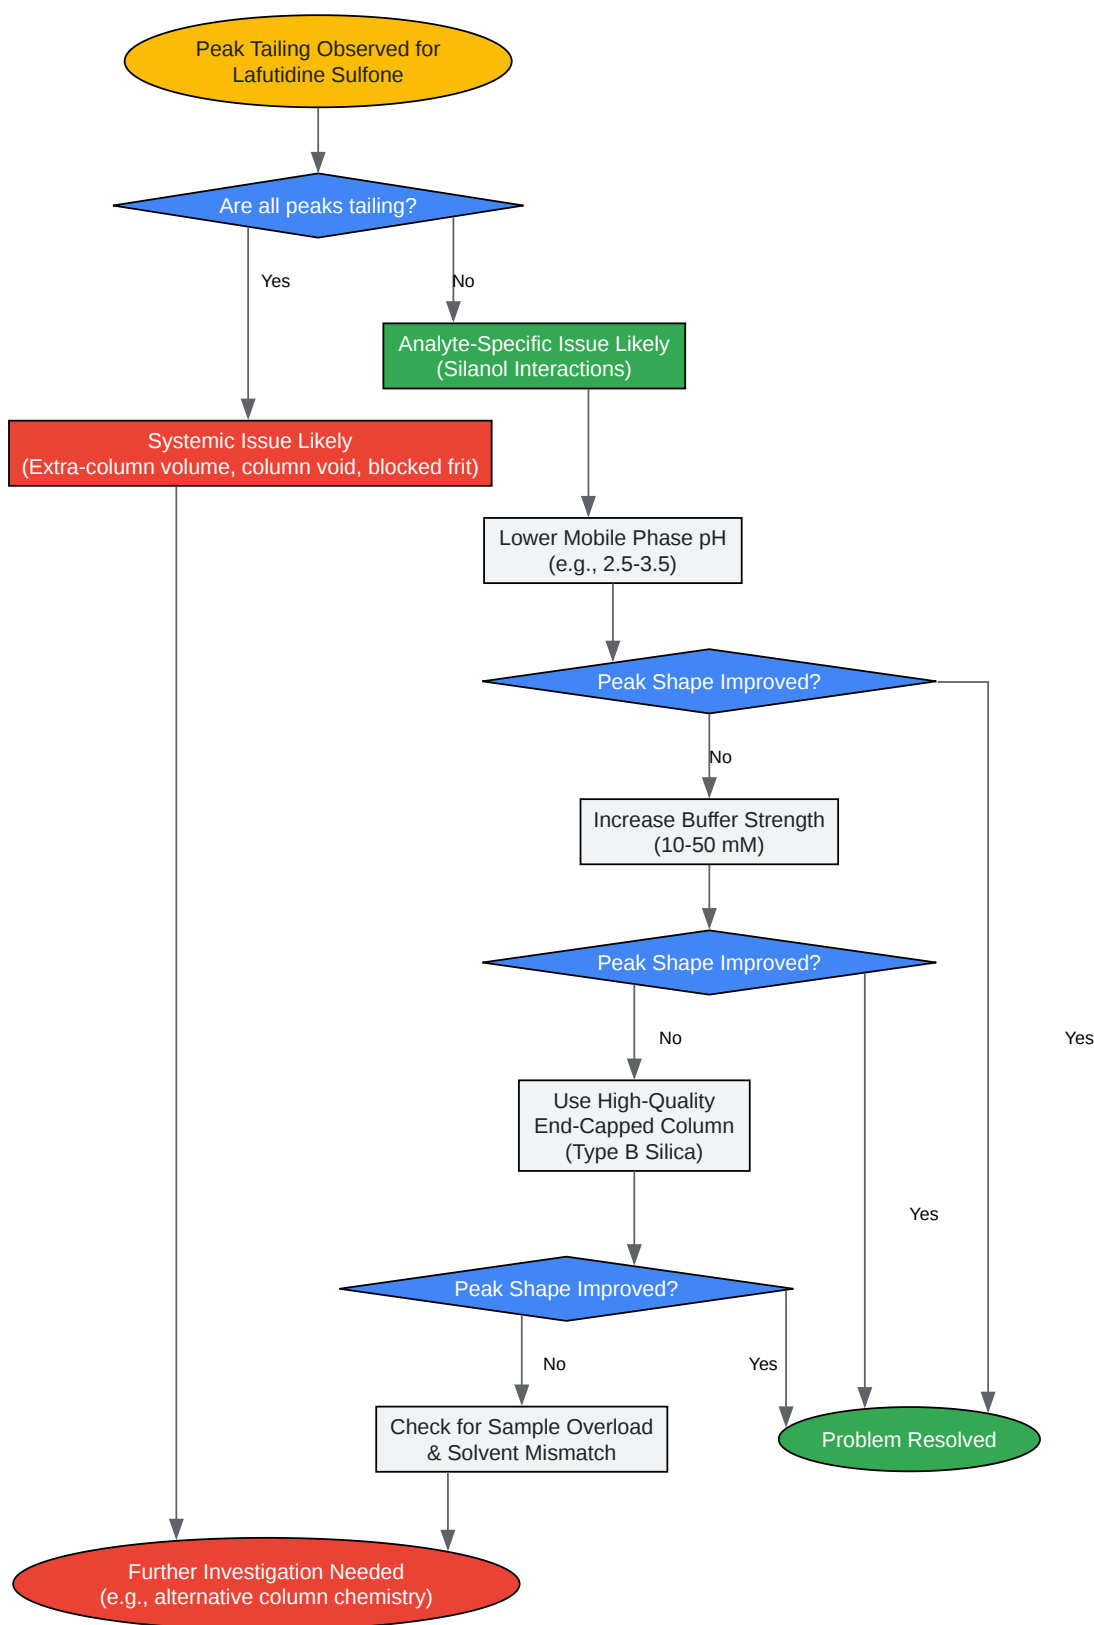 Peak Tailing Observed for
Lafutidine Sulfone
Are all peaks tailing?
Yes
No
Analyte-Specific Issue Likely
(Silanol Interactions)
Systemic Issue Likely
(Extra-column volume, column void, blocked frit)
Lower Mobile Phase pH
(e.g., 2.5-3.5)
Peak Shape Improved?
No
Increase Buffer Strength
(10-50 mM)
Peak Shape Improved?
No
Yes
Use High-Quality
End-Capped Column
(Type B Silica)
Yes
Peak Shape Improved?
No
Yes
Check for Sample Overload
& Solvent Mismatch
Problem Resolved
Further Investigation Needed
(e.g., alternative column chemistry)